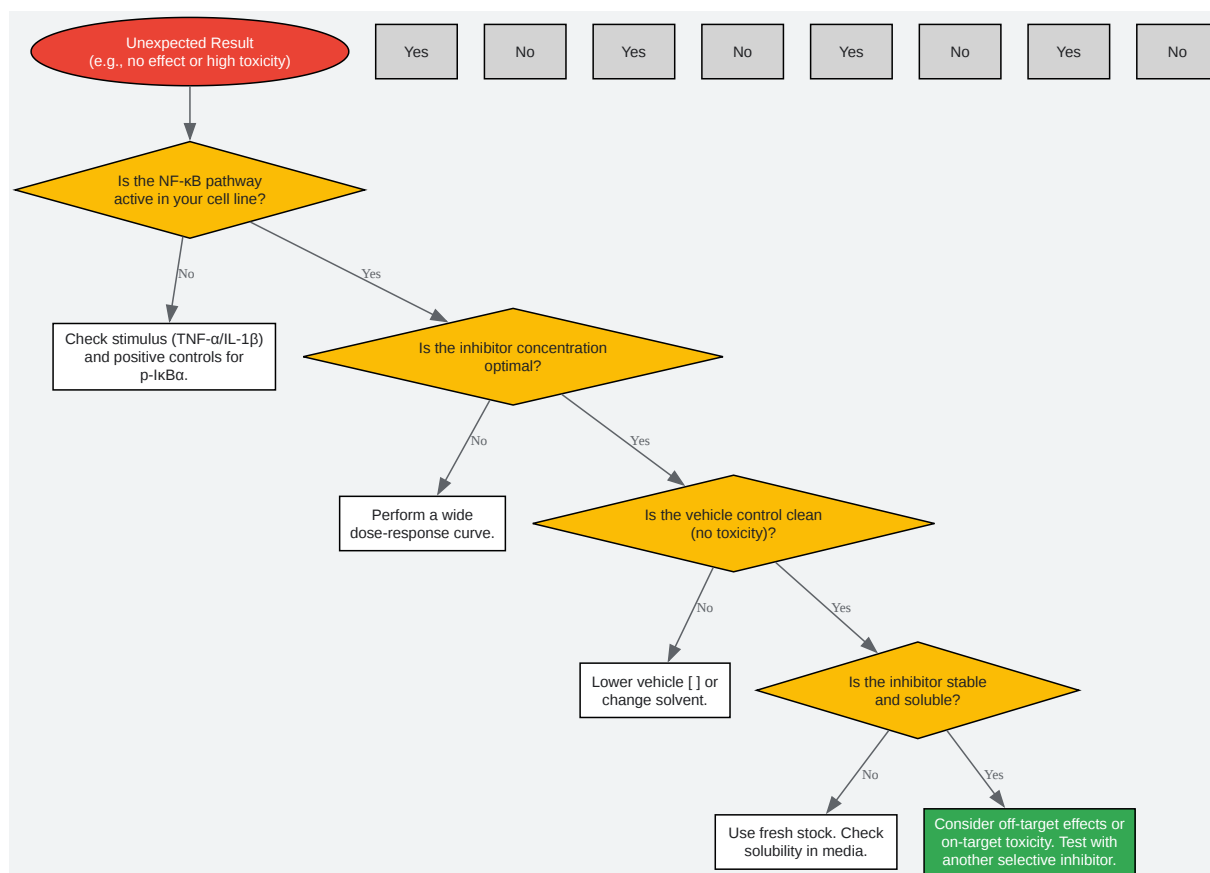 Unexpected Result
(e.g., no effect or high toxicity)
Yes
No
Yes
No
Yes
No
Yes
No
Is the NF-κB pathway
active in your cell line?
No
Yes
Check stimulus (TNF-α/IL-1β)
and positive controls for
p-IκBα.
Is the inhibitor concentration
optimal?
No
Yes
Perform a wide
dose-response curve.
Is the vehicle control clean
(no toxicity)?
No
Yes
Lower vehicle [ ] or
change solvent.
Is the inhibitor stable
and soluble?
No
Yes
Use fresh stock. Check
solubility in media.
Consider off-target effects or
on-target toxicity. Test with
another selective inhibitor.